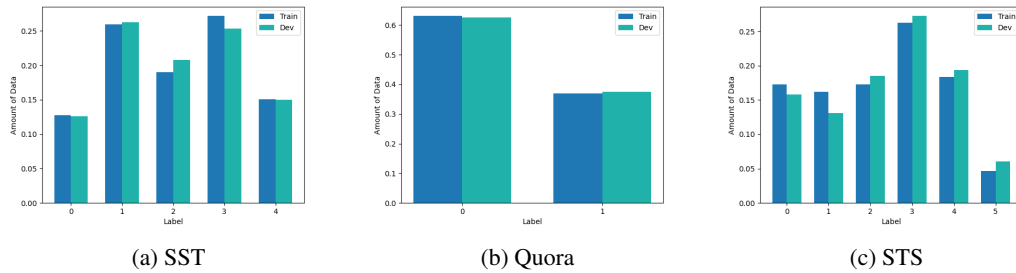 Train
Dev
0.25
0.20
0.15
0.10
0.05
0.00
Amount of Data
0 1 2 3 4
Label
(a) SST
Train
Dev
0.6
0.5
0.4
0.3
0.2
0.1
0.0
Amount of Data
0 1
Label
(b) Quora
Train
Dev
0.25
0.20
0.15
0.10
0.05
0.00
Amount of Data
0 1 2 3 4 5
Label
(c) STS